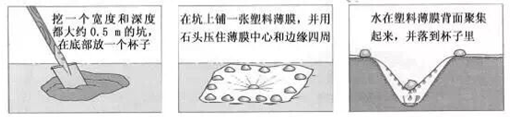 挖一个宽度和深度
都大约0.5 m的坑,
在底部放一个杯子
在坑上铺一张塑料薄膜,并用
石头压住薄膜中心和边缘四周
水在塑料薄膜背面聚集
起来,并落到杯子里